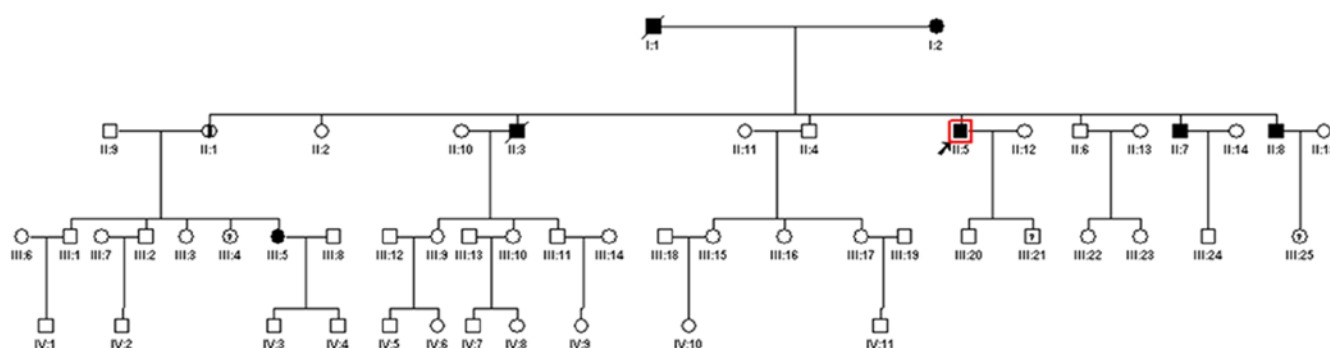 I:1 I:2
II:9 II:1 II:2 II:10 II:3 II:11 II:4 II:5 II:12 II:6 II:13 II:7 II:14 II:8
? ? ?
III:6 III:1 III:7 III:2 III:3 III:4 III:5 III:8 III:12 III:9 III:13 III:10 III:11 III:14 III:18 III:15 III:16 III:17 III:19 III:20 III:21 III:22 III:23 III:24 III:25
IV:1 IV:2 IV:3 IV:4 IV:5 IV:6 IV:7 IV:8 IV:9 IV:10 IV:11